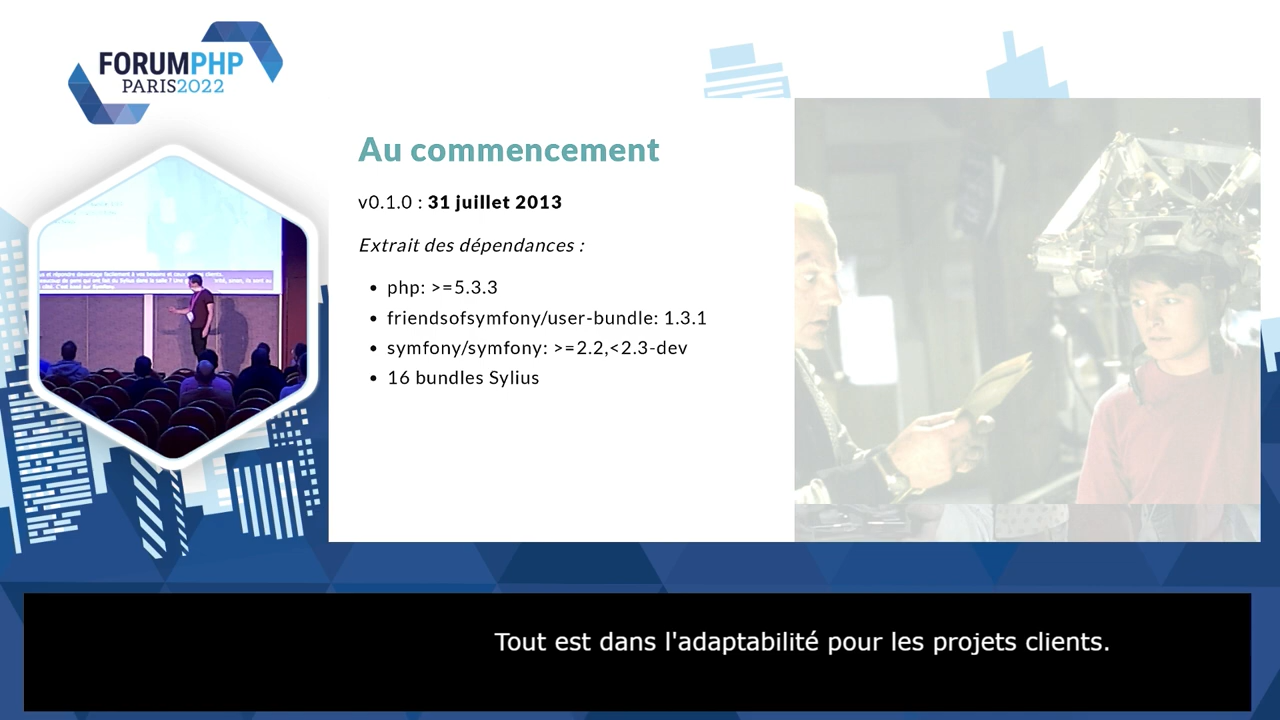 FORUMPHP
PARIS2022
Au commencement
v0.1.0 : 31 juillet 2013
Extrait des dépendances :
• php: >=5.3.3
• friendsofsymfony/user-bundle: 1.3.1
• symfony/symfony: >=2.2,<2.3-dev
• 16 bundles Sylius
Tout est dans l'adaptabilité pour les projets clients.